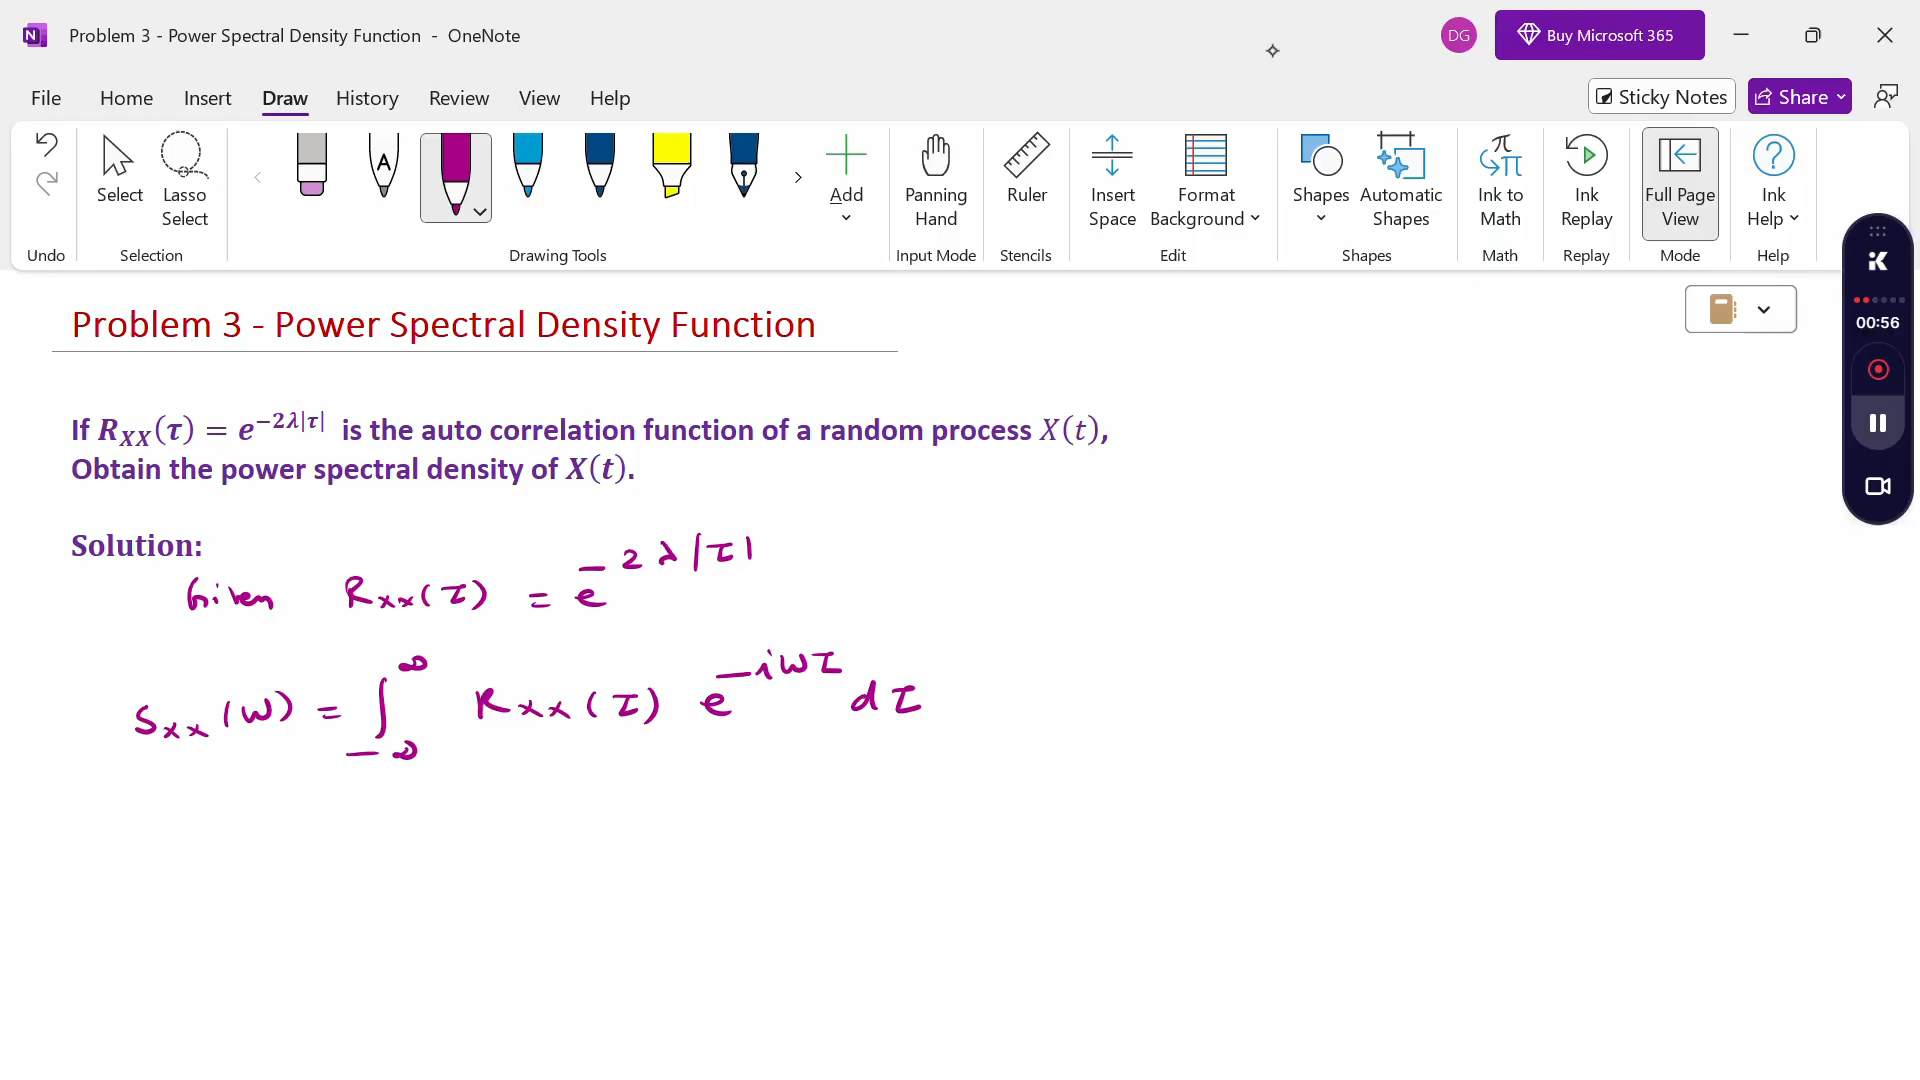 Problem 3 - Power Spectral Density Function - OneNote
DG
Buy Microsoft 365
File Home Insert Draw History Review View Help
Sticky Notes
Share
A
Select
Lasso Select
Add
Panning Hand
Ruler
Insert Space
Format Background
Shapes
Automatic Shapes
Ink to Math
Ink Replay
Full Page View
Ink Help
Undo Selection Drawing Tools Input Mode Stencils Edit Shapes Math Replay Mode Help
00:56
Problem 3 - Power Spectral Density Function
If R_XX(τ) = e^{−2λ|τ|} is the auto correlation function of a random process X(t),
Obtain the power spectral density of X(t).
Solution:
Given R_xx(τ) = e^{−2λ|τ|}
S_xx(ω) = ∫_{−∞}^{∞} R_xx(τ) e^{−iωτ} dτ